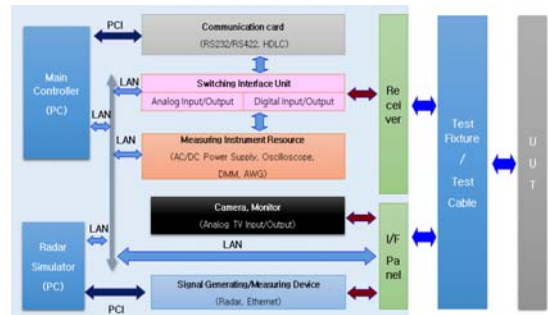 PCI
Communication card
(RS232/RS422, HDLC)
Main
Controller
(PC)
LAN
Switching Interface Unit
Analog Input/Output
Digital Input/Output
Re
cei
ver
LAN
LAN
Measuring Instrument Resource
(AC/DC Power Supply, Oscilloscope,
DMM, AWG)
Test
Fixture
/
Test
Cable
U
U
T
Camera, Monitor
(Analog TV Input/Output)
LAN
LAN
I/F
Panel
Radar
Simulator
(PC)
Signal Generating/Measuring Device
(Radar, Ethernet)
PCI